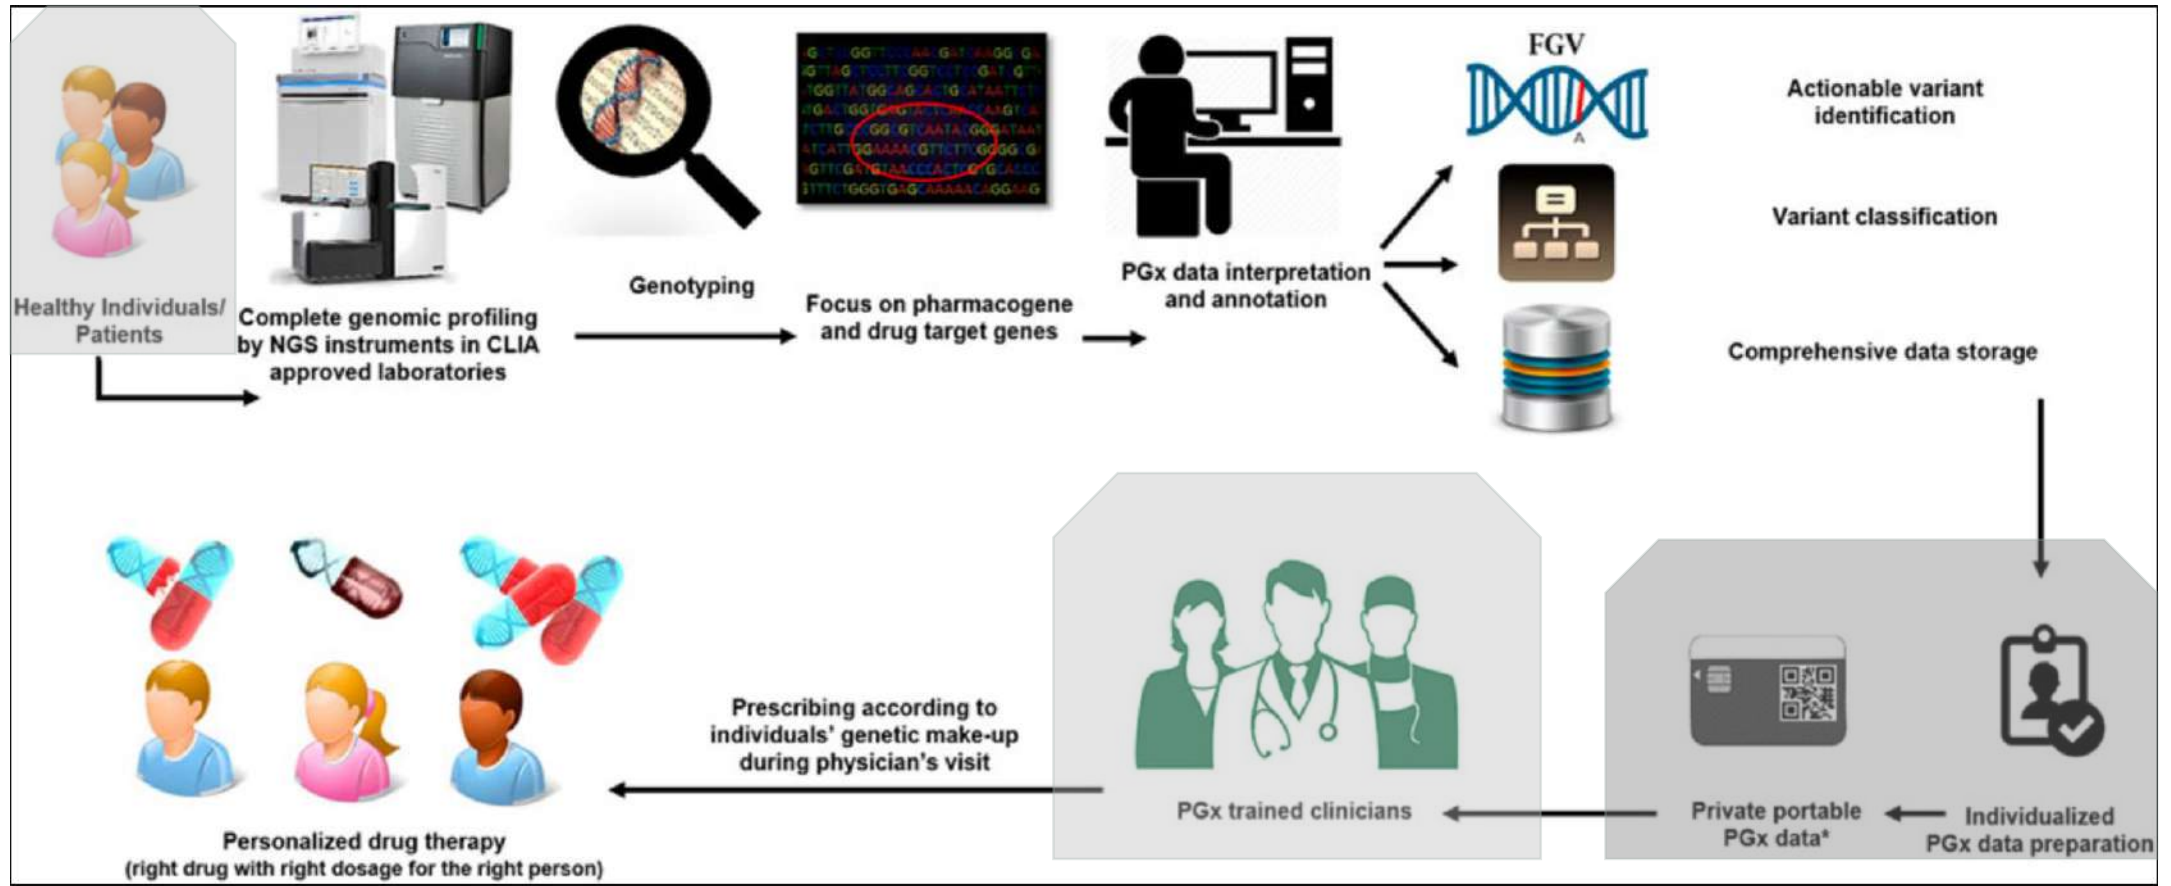 Healthy Individuals/
Patients
Complete genomic profiling
by NGS instruments in CLIA
approved laboratories
Genotyping
Focus on pharmacogene
and drug target genes
PGx data interpretation
and annotation
FGV
A
Actionable variant
identification
Variant classification
Comprehensive data storage
Individualized
PGx data preparation
Private portable
PGx data*
PGx trained clinicians
Prescribing according to
individuals' genetic make-up
during physician's visit
Personalized drug therapy
(right drug with right dosage for the right person)